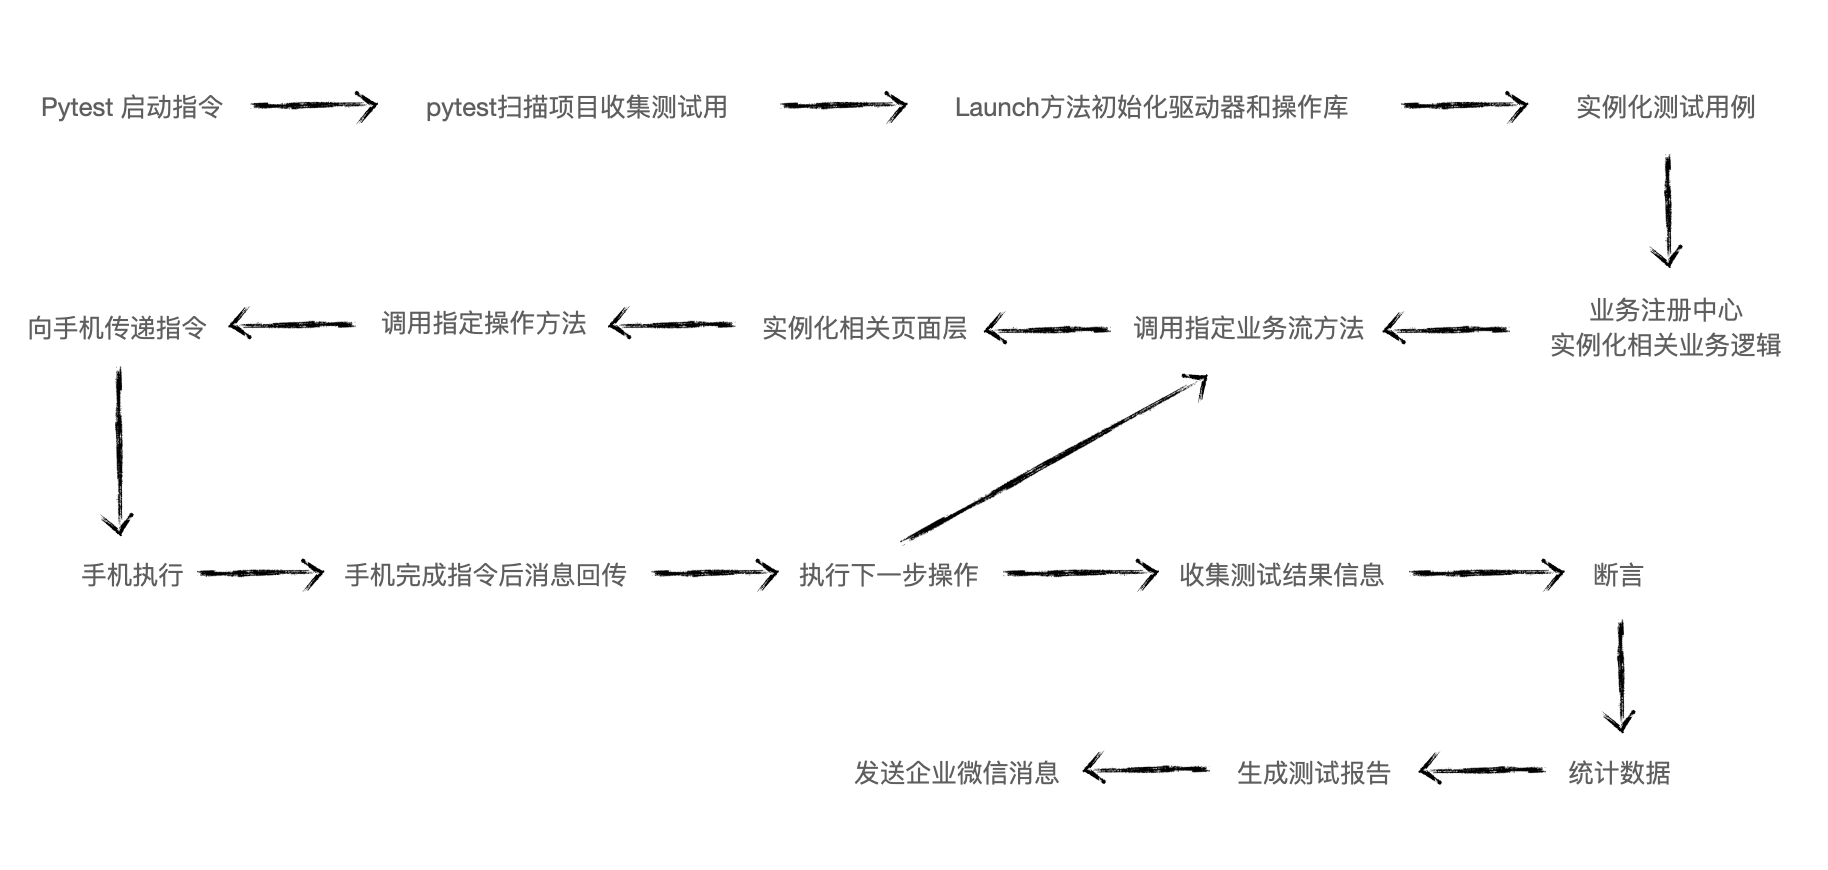 Pytest 启动指令
pytest扫描项目收集测试用
Launch方法初始化驱动器和操作库
实例化测试用例
业务注册中心
实例化相关业务逻辑
调用指定业务流方法
实例化相关页面层
调用指定操作方法
向手机传递指令
手机执行
手机完成指令后消息回传
执行下一步操作
收集测试结果信息
断言
统计数据
生成测试报告
发送企业微信消息